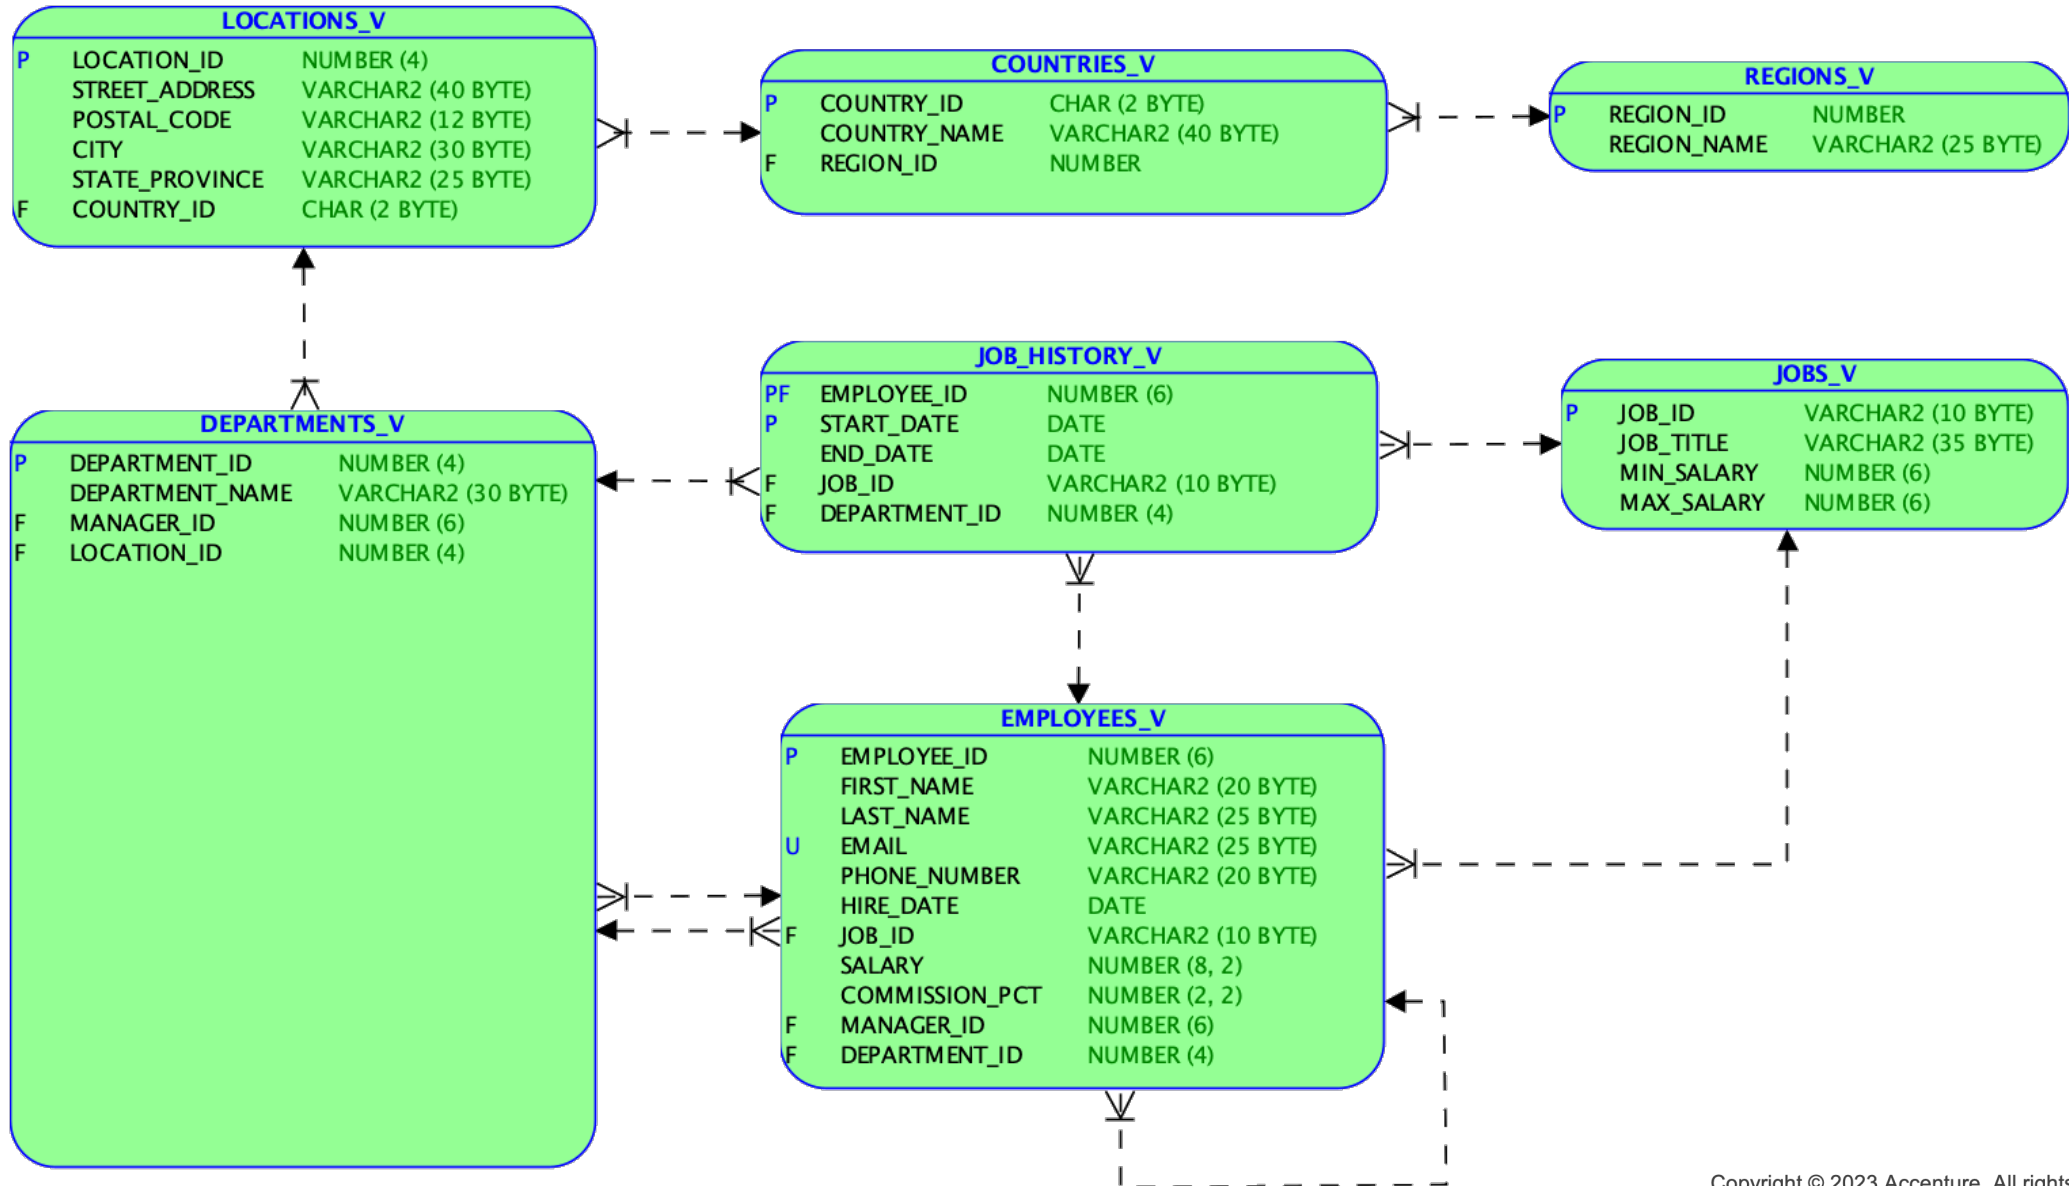 LOCATIONS_V
P LOCATION_ID NUMBER (4)
STREET_ADDRESS VARCHAR2 (40 BYTE)
POSTAL_CODE VARCHAR2 (12 BYTE)
CITY VARCHAR2 (30 BYTE)
STATE_PROVINCE VARCHAR2 (25 BYTE)
F COUNTRY_ID CHAR (2 BYTE)
COUNTRIES_V
P COUNTRY_ID CHAR (2 BYTE)
COUNTRY_NAME VARCHAR2 (40 BYTE)
F REGION_ID NUMBER
REGIONS_V
P REGION_ID NUMBER
REGION_NAME VARCHAR2 (25 BYTE)
DEPARTMENTS_V
P DEPARTMENT_ID NUMBER (4)
DEPARTMENT_NAME VARCHAR2 (30 BYTE)
F MANAGER_ID NUMBER (6)
F LOCATION_ID NUMBER (4)
JOB_HISTORY_V
PF EMPLOYEE_ID NUMBER (6)
P START_DATE DATE
END_DATE DATE
F JOB_ID VARCHAR2 (10 BYTE)
F DEPARTMENT_ID NUMBER (4)
JOBS_V
P JOB_ID VARCHAR2 (10 BYTE)
JOB_TITLE VARCHAR2 (35 BYTE)
MIN_SALARY NUMBER (6)
MAX_SALARY NUMBER (6)
EMPLOYEES_V
P EMPLOYEE_ID NUMBER (6)
FIRST_NAME VARCHAR2 (20 BYTE)
LAST_NAME VARCHAR2 (25 BYTE)
U EMAIL VARCHAR2 (25 BYTE)
PHONE_NUMBER VARCHAR2 (20 BYTE)
HIRE_DATE DATE
F JOB_ID VARCHAR2 (10 BYTE)
SALARY NUMBER (8, 2)
COMMISSION_PCT NUMBER (2, 2)
F MANAGER_ID NUMBER (6)
F DEPARTMENT_ID NUMBER (4)
Copyright © 2023 Accenture. All rights